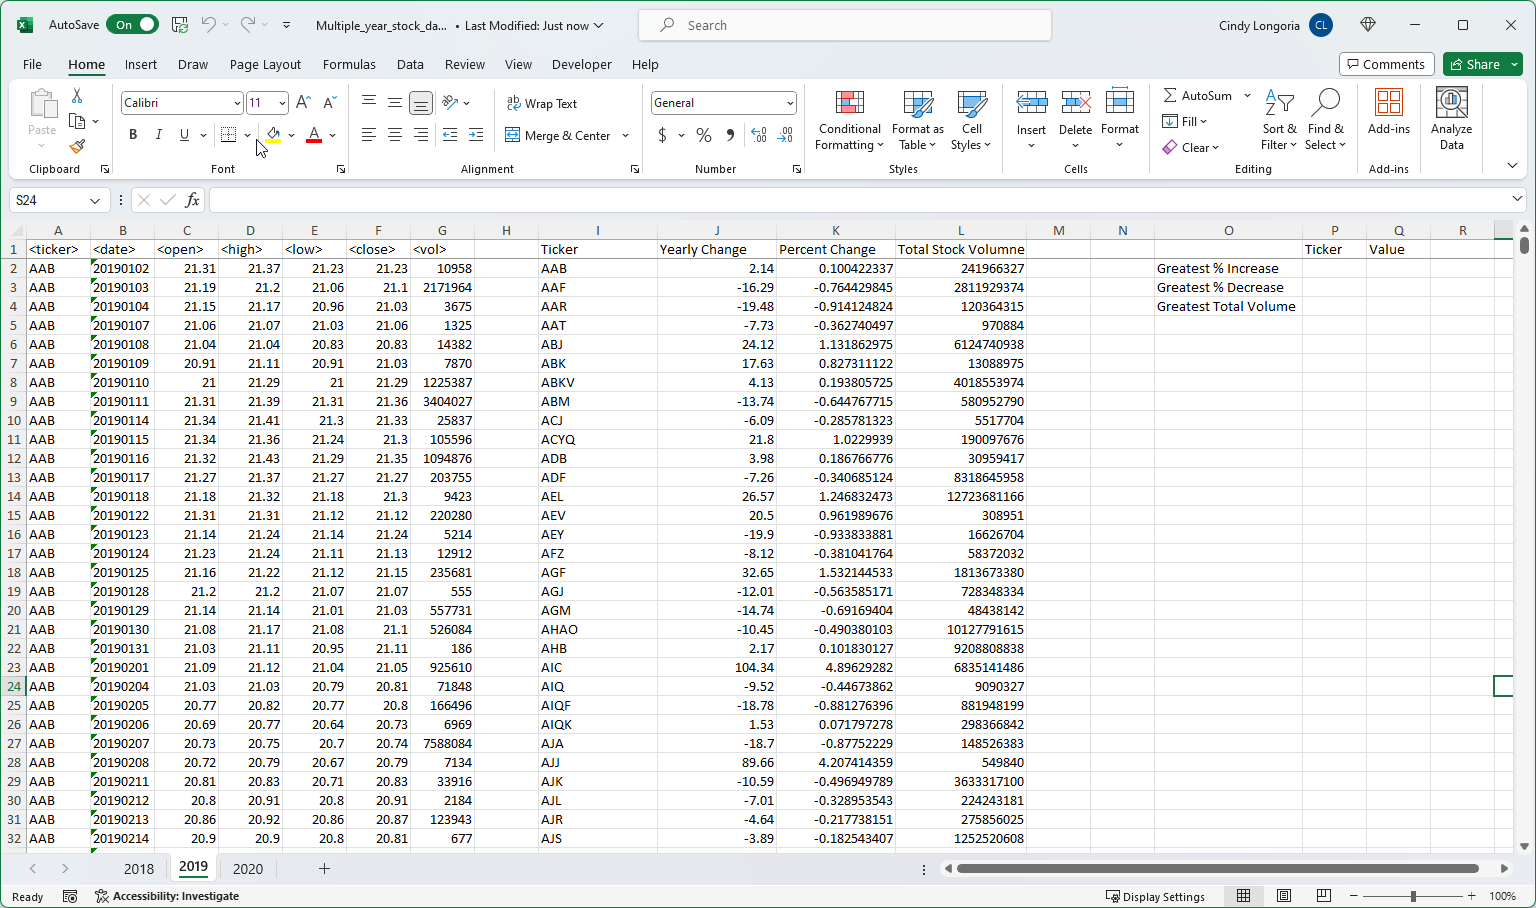 AutoSave On Multiple_year_stock_da... • Last Modified: Just now Search Cindy Longoria CL
File Home Insert Draw Page Layout Formulas Data Review View Developer Help Comments Share
Paste
Clipboard
Calibri 11
B I U A
Font
Wrap Text
Merge & Center
Alignment
General
$ % 9
Number
Conditional Formatting
Format as Table
Cell Styles
Styles
Insert
Delete
Format
Cells
AutoSum
Fill
Clear
Sort & Filter
Find & Select
Editing
Add-ins
Add-ins
Analyze Data
S24 fx
A B C D E F G H I J K L M N O P Q R
1 <ticker> <date> <open> <high> <low> <close> <vol> Ticker Yearly Change Percent Change Total Stock Volumne Ticker Value
2 AAB 20190102 21.31 21.37 21.23 21.23 10958 AAB 2.14 0.100422337 241966327 Greatest % Increase
3 AAB 20190103 21.19 21.2 21.06 21.1 2171964 AAF -16.29 -0.764429845 2811929374 Greatest % Decrease
4 AAB 20190104 21.15 21.17 20.96 21.03 3675 AAR -19.48 -0.914124824 120364315 Greatest Total Volume
5 AAB 20190107 21.06 21.07 21.03 21.06 1325 AAT -7.73 -0.362740497 970884
6 AAB 20190108 21.04 21.04 20.83 20.83 14382 ABJ 24.12 1.131862975 6124740938
7 AAB 20190109 20.91 21.11 20.91 21.03 7870 ABK 17.63 0.827311122 13088975
8 AAB 20190110 21 21.29 21 21.29 1225387 ABKV 4.13 0.193805725 4018553974
9 AAB 20190111 21.31 21.39 21.31 21.36 3404027 ABM -13.74 -0.644767715 580952790
10 AAB 20190114 21.34 21.41 21.3 21.33 25837 ACJ -6.09 -0.285781323 5517704
11 AAB 20190115 21.34 21.36 21.24 21.3 105596 ACYQ 21.8 1.0229939 190097676
12 AAB 20190116 21.32 21.43 21.29 21.35 1094876 ADB 3.98 0.186766776 30959417
13 AAB 20190117 21.27 21.37 21.27 21.27 203755 ADF -7.26 -0.340685124 8318645958
14 AAB 20190118 21.18 21.32 21.18 21.3 9423 AEL 26.57 1.246832473 12723681166
15 AAB 20190122 21.31 21.31 21.12 21.12 220280 AEV 20.5 0.961989676 308951
16 AAB 20190123 21.14 21.24 21.14 21.24 5214 AEY -19.9 -0.933833881 16626704
17 AAB 20190124 21.23 21.24 21.11 21.13 12912 AFZ -8.12 -0.381041764 58372032
18 AAB 20190125 21.16 21.22 21.12 21.15 235681 AGF 32.65 1.532144533 1813673380
19 AAB 20190128 21.2 21.2 21.07 21.07 555 AGJ -12.01 -0.563585171 728348334
20 AAB 20190129 21.14 21.14 21.01 21.03 557731 AGM -14.74 -0.69169404 48438142
21 AAB 20190130 21.08 21.17 21.08 21.1 526084 AHAO -10.45 -0.490380103 10127791615
22 AAB 20190131 21.03 21.11 20.95 21.11 186 AHB 2.17 0.101830127 9208808838
23 AAB 20190201 21.09 21.12 21.04 21.05 925610 AIC 104.34 4.89629282 6835141486
24 AAB 20190204 21.03 21.03 20.79 20.81 71848 AIQ -9.52 -0.44673862 9090327
25 AAB 20190205 20.77 20.82 20.77 20.8 166496 AIQF -18.78 -0.881276396 881948199
26 AAB 20190206 20.69 20.77 20.64 20.73 6969 AIQK 1.53 0.071797278 298366842
27 AAB 20190207 20.73 20.75 20.7 20.74 7588084 AJA -18.7 -0.87752229 148526383
28 AAB 20190208 20.72 20.79 20.67 20.79 7134 AJJ 89.66 4.207414359 549840
29 AAB 20190211 20.81 20.83 20.71 20.83 33916 AJK -10.59 -0.496949789 3633317100
30 AAB 20190212 20.8 20.91 20.8 20.91 2184 AJL -7.01 -0.328953543 224243181
31 AAB 20190213 20.86 20.92 20.86 20.87 123943 AJR -4.64 -0.217738151 275856025
32 AAB 20190214 20.9 20.9 20.8 20.81 677 AJS -3.89 -0.182543407 1252520608
2018 2019 2020
Ready Accessibility: Investigate Display Settings 100%